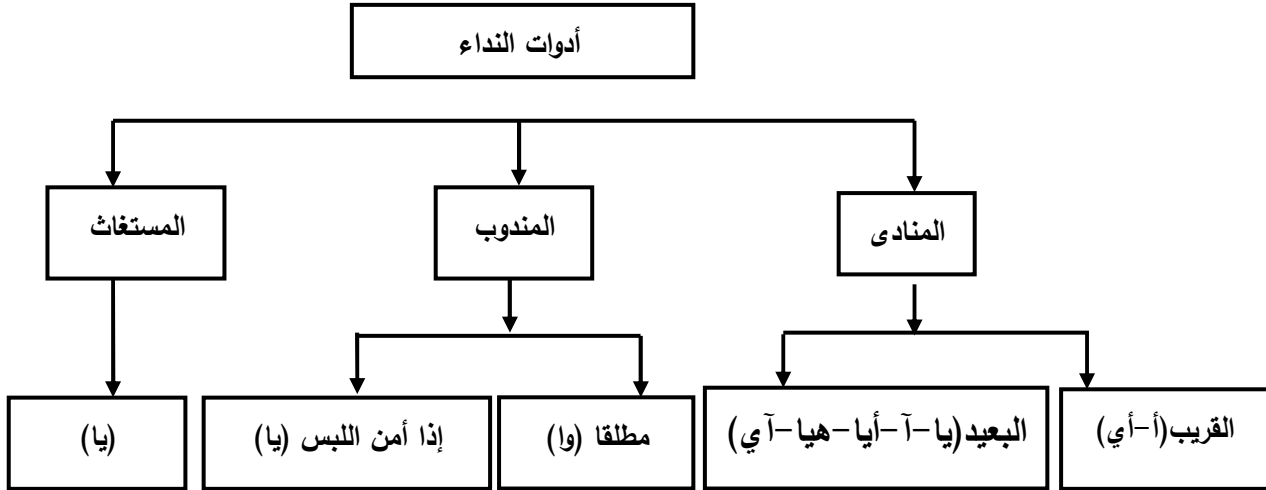 أدوات النداء
المنادى
المندوب
المستغاث
القريب(أ-أي)
البعيد(يا-آ-أيا-هيا-آي)
مطلقا (وا)
إذا أمن اللبس (يا)
(يا)